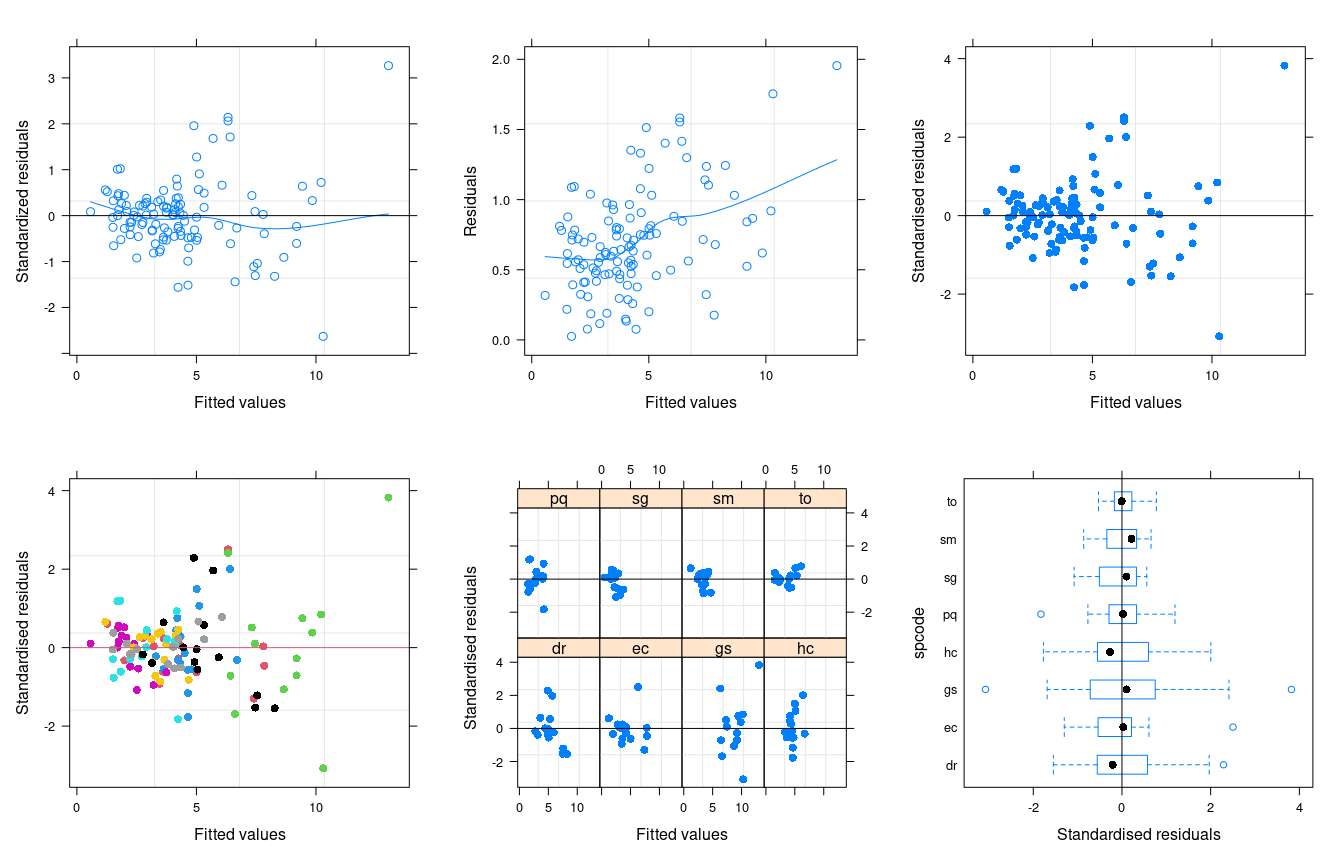 Standardized residuals
3
2
1
0
-1
-2
0 5 10
Fitted values
Residuals
2.0
1.5
1.0
0.5
0.0
0 5 10
Fitted values
Standardised residuals
4
2
0
-2
0 5 10
Fitted values
Standardised residuals
4
2
0
-2
0 5 10
Fitted values
0 5 10 0 5 10
pq sg sm to
4
2
0
-2
dr ec gs hc
Standardised residuals
4
2
0
-2
0 5 10 0 5 10
Fitted values
spcode
to
sm
sg
pq
hc
gs
ec
dr
-2 0 2 4
Standardised residuals